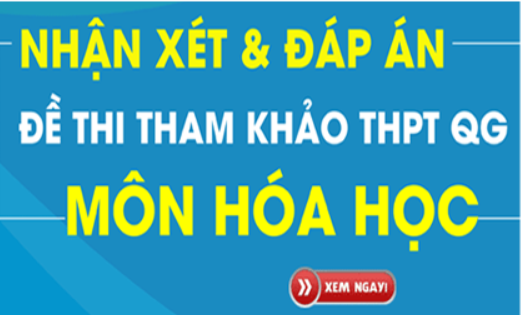 NHẬN XÉT & ĐÁP ÁN
ĐỀ THI THAM KHẢO THPT QG
MÔN HÓA HỌC
XEM NGAY!